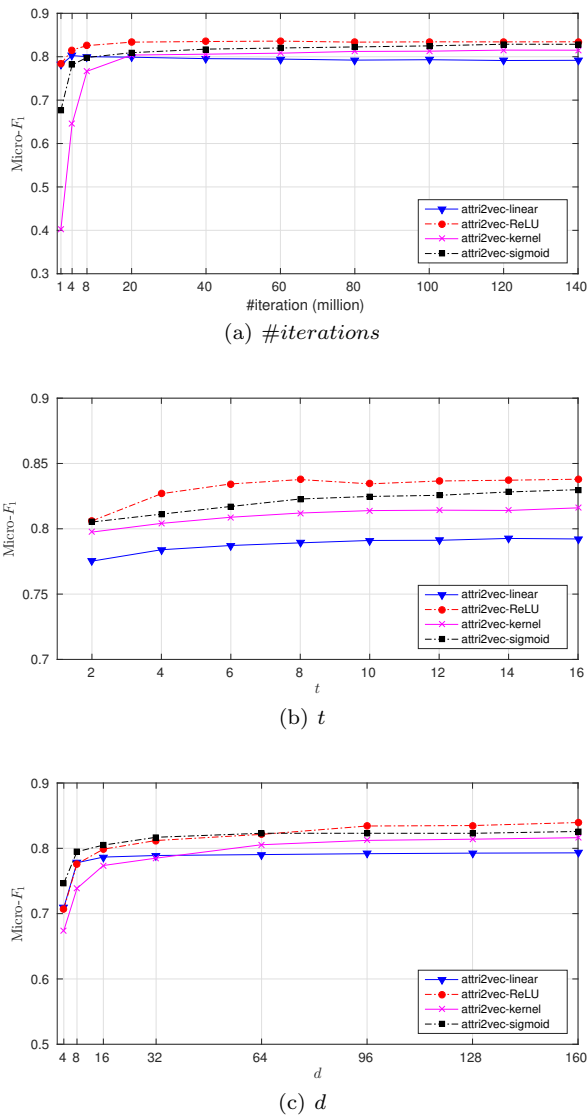 0.9
0.8
0.7
0.6
0.5
0.4
0.3
Micro-F₁
1 4 8 20 40 60 80 100 120 140
#iteration (million)
attri2vec-linear
attri2vec-ReLU
attri2vec-kernel
attri2vec-sigmoid
(a) #iterations
0.9
0.85
0.8
0.75
0.7
Micro-F₁
2 4 6 8 10 12 14 16
t
attri2vec-linear
attri2vec-ReLU
attri2vec-kernel
attri2vec-sigmoid
(b) t
0.9
0.8
0.7
0.6
0.5
Micro-F₁
4 8 16 32 64 96 128 160
d
attri2vec-linear
attri2vec-ReLU
attri2vec-kernel
attri2vec-sigmoid
(c) d